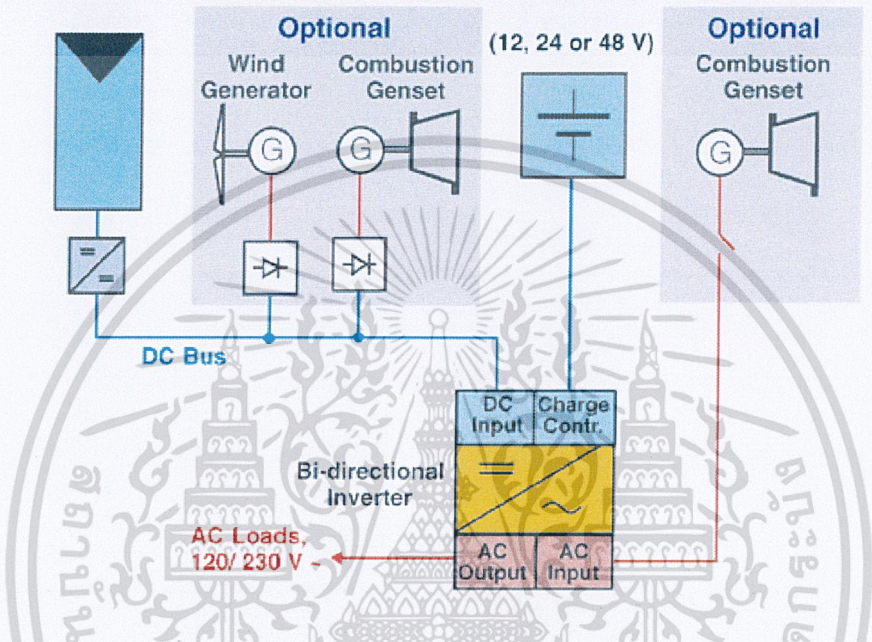 Optional
Wind
Generator
Combustion
Genset
G
G
(12, 24 or 48 V)
Optional
Combustion
Genset
G
DC Bus
DC
Input
Charge
Contr.
Bi-directional
Inverter
AC Loads,
120/ 230 V ~
AC
Output
AC
Input